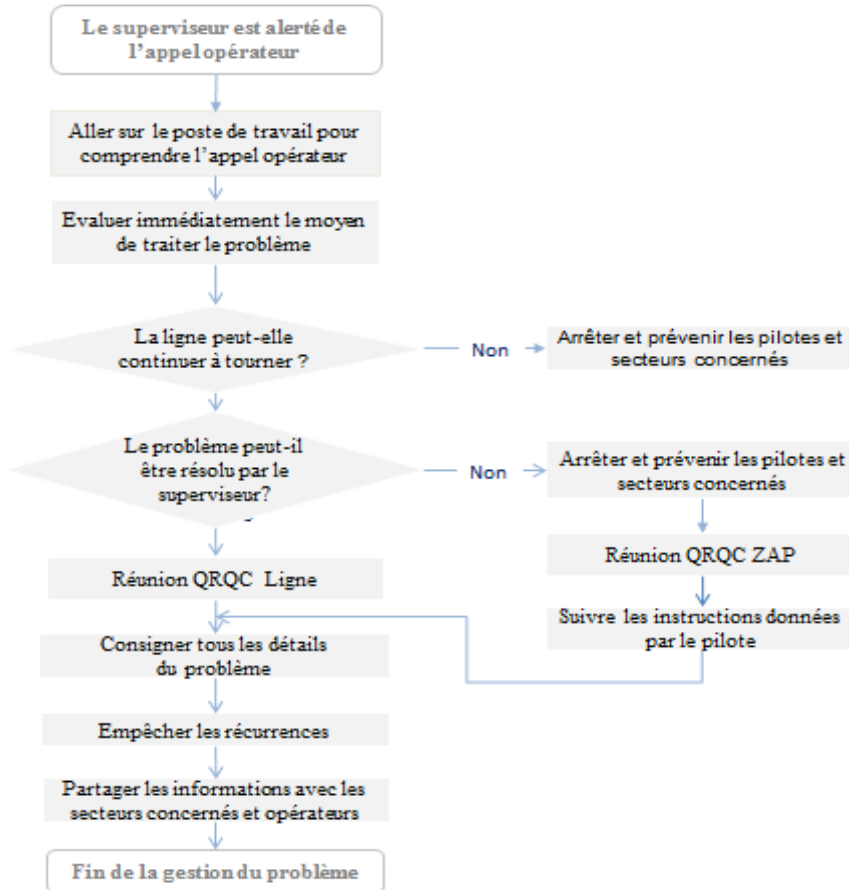 Le superviseur est alerté de
l'appel opérateur
Aller sur le poste de travail pour
comprendre l'appel opérateur
Evaluer immédiatement le moyen
de traiter le problème
La ligne peut-elle
continuer à tourner ?
Non
Arrêter et prévenir les pilotes et
secteurs concernés
Le problème peut-il
être résolu par le
superviseur?
Non
Arrêter et prévenir les pilotes et
secteurs concernés
Réunion QRQC Ligne
Réunion QRQC ZAP
Suivre les instructions données
par le pilote
Consigner tous les détails
du problème
Empêcher les récurrences
Partager les informations avec les
secteurs concernés et opérateurs
Fin de la gestion du problème